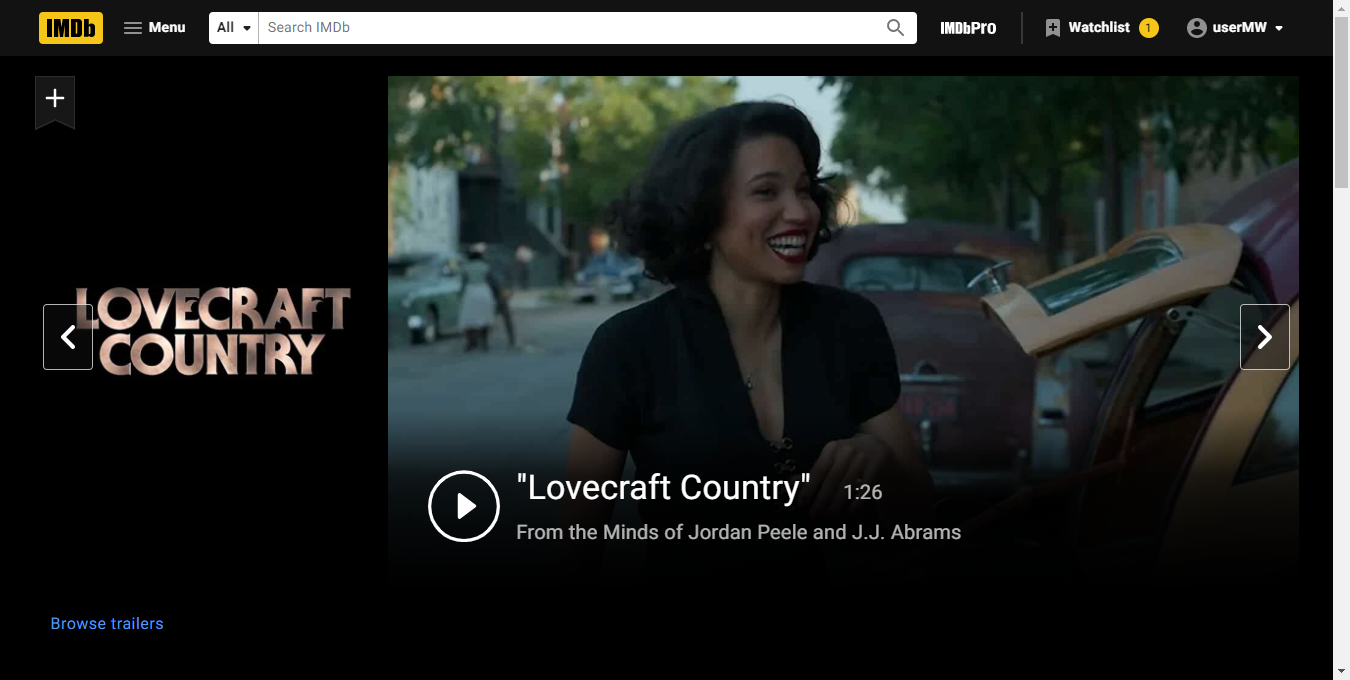 IMDb
Menu
All
Search IMDb
IMDbPro
Watchlist
1
userMW
LOVECRAFT
COUNTRY
"Lovecraft Country"
1:26
From the Minds of Jordan Peele and J.J. Abrams
Browse trailers